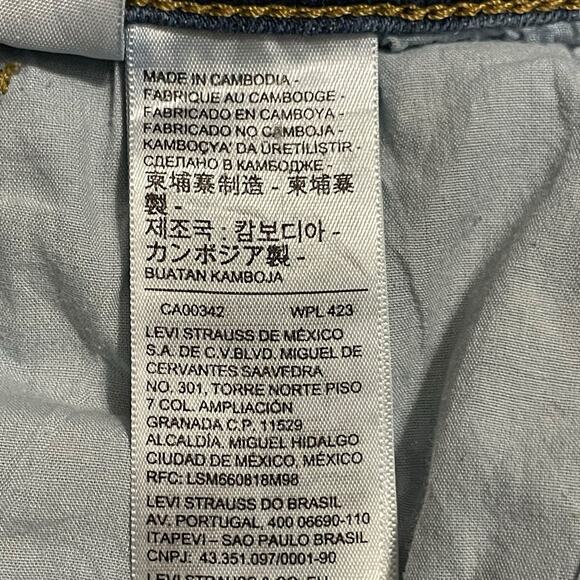 MADE IN CAMBODIA -
FABRIQUE AU CAMBODGE -
FABRICADO EN CAMBOYA -
FABRICADO NO CAMBOJA -
KAMBOÇYA' DA ÜRETİLİSTİR -
СДЕЛАНО В КАМБОДЖЕ -
柬埔寨制造 - 柬埔寨
製 -
제조국 : 캄보디아 -
カンボジア製 -
BUATAN KAMBOJA
CA00342 WPL 423
LEVI STRAUSS DE MÉXICO
S.A. DE C.V.BLVD. MIGUEL DE
CERVANTES SAAVEDRA
NO. 301, TORRE NORTE PISO
7 COL. AMPLIACIÓN
GRANADA C.P. 11529
ALCALDÍA. MIGUEL HIDALGO
CIUDAD DE MÉXICO, MÉXICO
RFC: LSM660818M98
LEVI STRAUSS DO BRASIL
AV. PORTUGAL, 400 06690-110
ITAPEVI – SAO PAULO BRASIL
CNPJ: 43.351.097/0001-90
LEVI STRAUSS & CO. EU